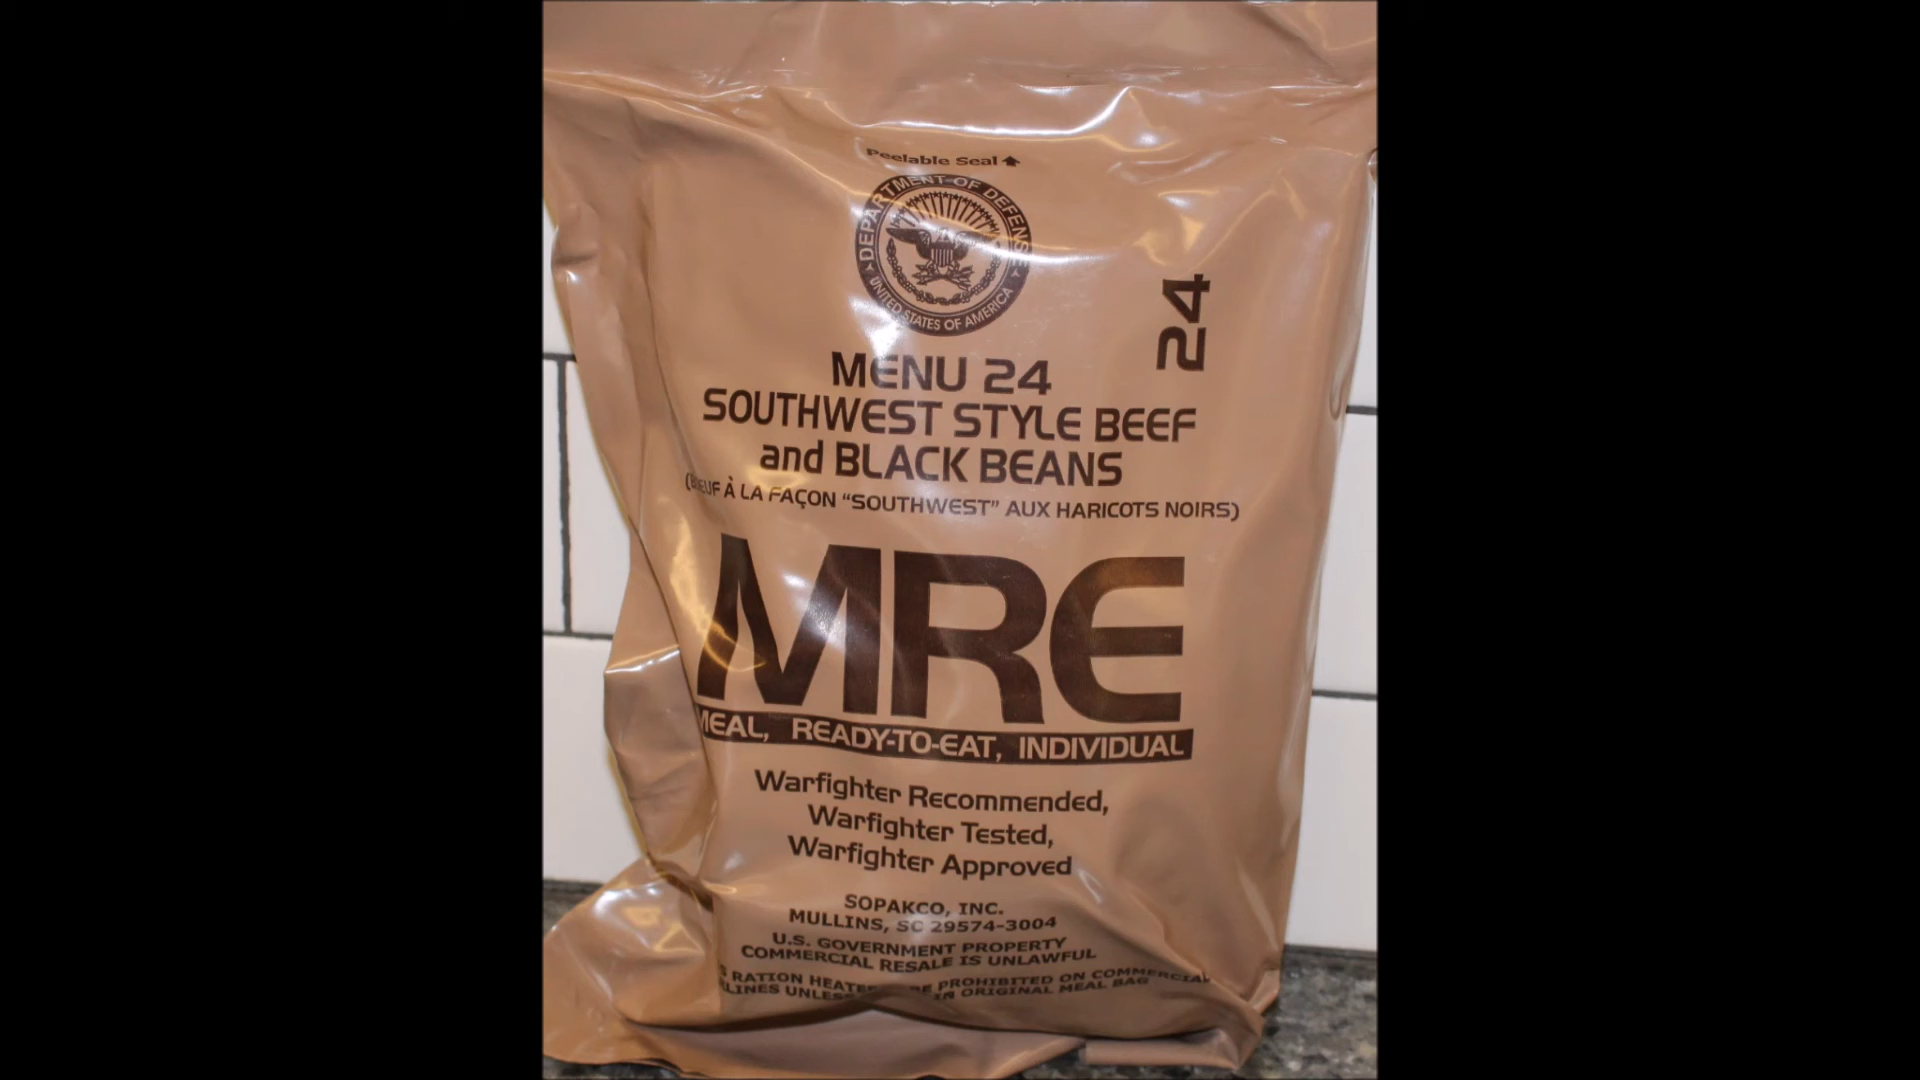 Peelable Seal
DEPARTMENT OF DEFENSE
UNITED STATES OF AMERICA
24
MENU 24
SOUTHWEST STYLE BEEF
and BLACK BEANS
À LA FAÇON “SOUTHWEST” AUX HARICOTS NOIRS)
MRE
MEAL, READY-TO-EAT, INDIVIDUAL
Warfighter Recommended,
Warfighter Tested,
Warfighter Approved
SOPAKCO, INC.
MULLINS, SC 29574-3004
U.S. GOVERNMENT PROPERTY
COMMERCIAL RESALE IS UNLAWFUL
RATION PROHIBITED ON COMMERCIAL
IN ORIGINAL MEAL BAG